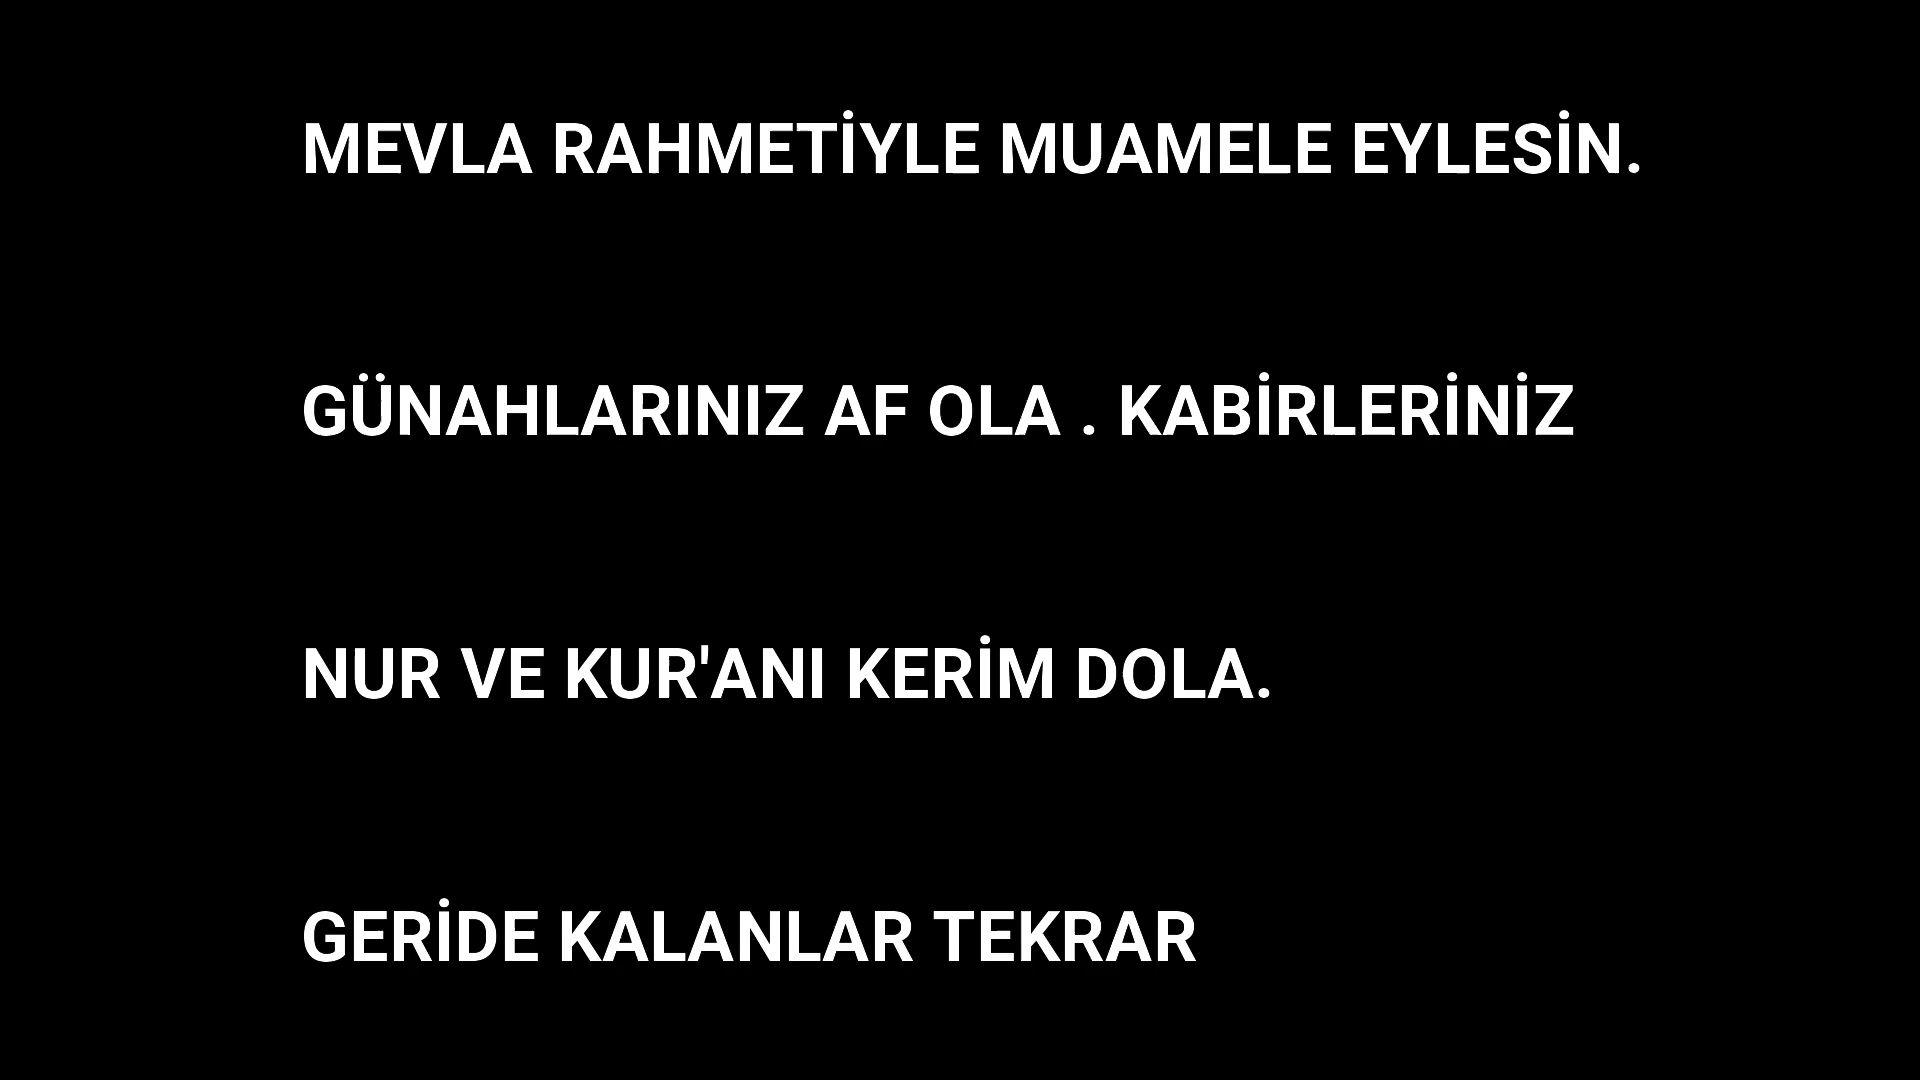 MEVLA RAHMETİYLE MUAMELE EYLESİN.
GÜNAHLARINIZ AF OLA . KABİRLERİNİZ
NUR VE KUR'ANI KERİM DOLA.
GERİDE KALANLAR TEKRAR